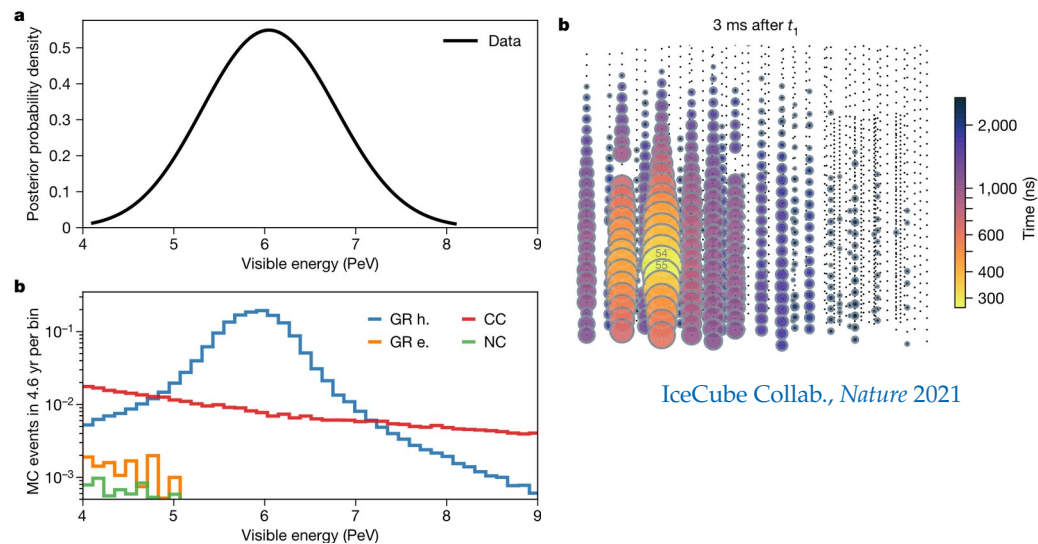 a
Posterior probability density
0.5
0.4
0.3
0.2
0.1
0
Data
4 5 6 7 8 9
Visible energy (PeV)
b
MC events in 4.6 yr per bin
10⁻¹
10⁻²
10⁻³
GR h.
GR e.
CC
NC
4 5 6 7 8 9
Visible energy (PeV)
b
3 ms after t₁
54
55
2,000
1,000
600
400
300
Time (ns)
IceCube Collab., Nature 2021